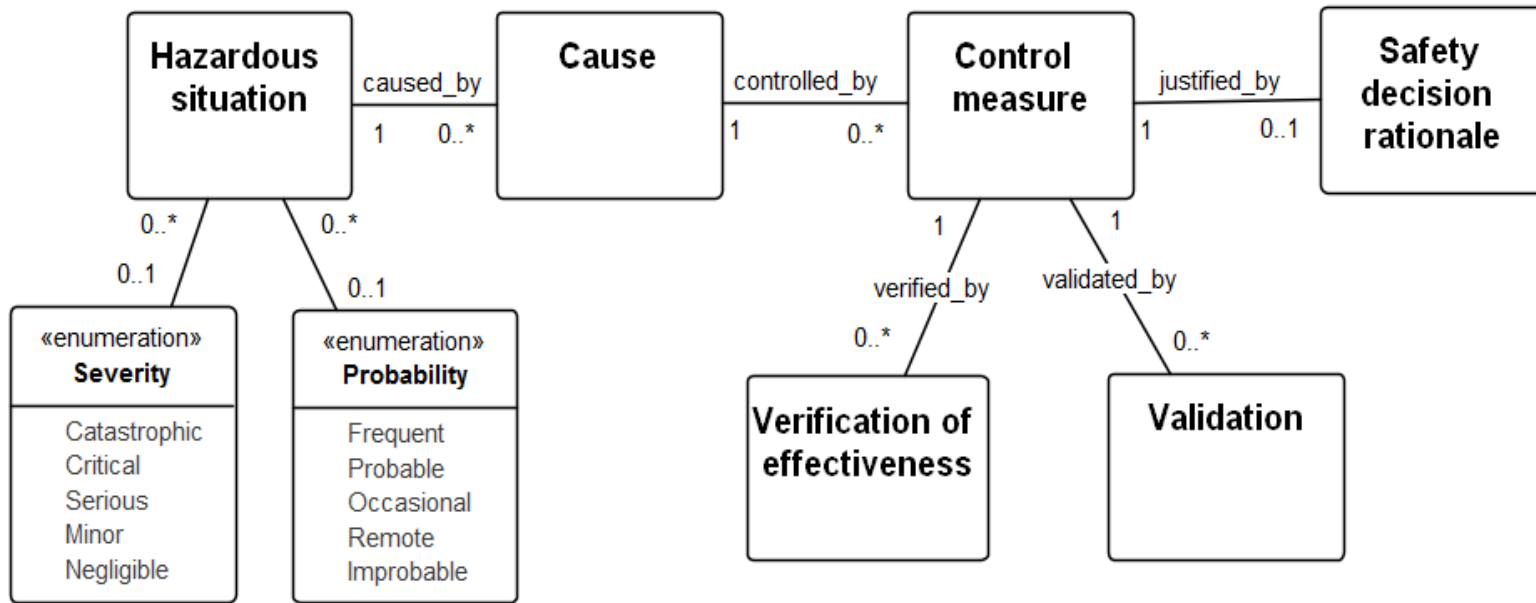 Hazardous
situation
caused_by
1
0..*
Cause
controlled_by
1
0..*
Control
measure
justified_by
1
0..1
Safety
decision
rationale
0..*
0..1
0..*
0..1
«enumeration»
Severity
Catastrophic
Critical
Serious
Minor
Negligible
«enumeration»
Probability
Frequent
Probable
Occasional
Remote
Improbable
1
verified_by
0..*
1
validated_by
0..*
Verification of
effectiveness
Validation